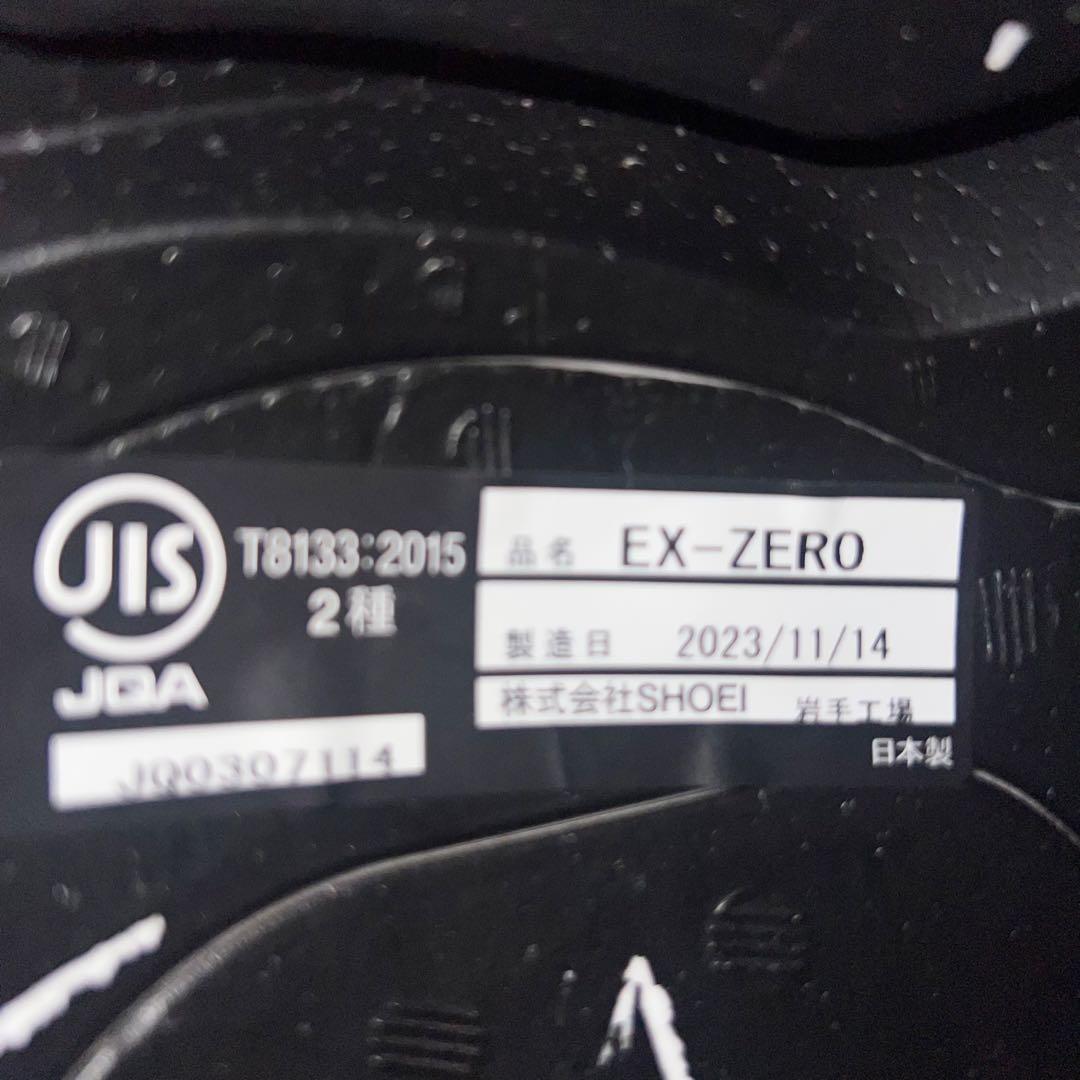 JIS
T8133:2015
2種
JQA
JQ0307114
品名 EX-ZERO
製造日 2023/11/14
株式会社SHOEI 岩手工場
日本製